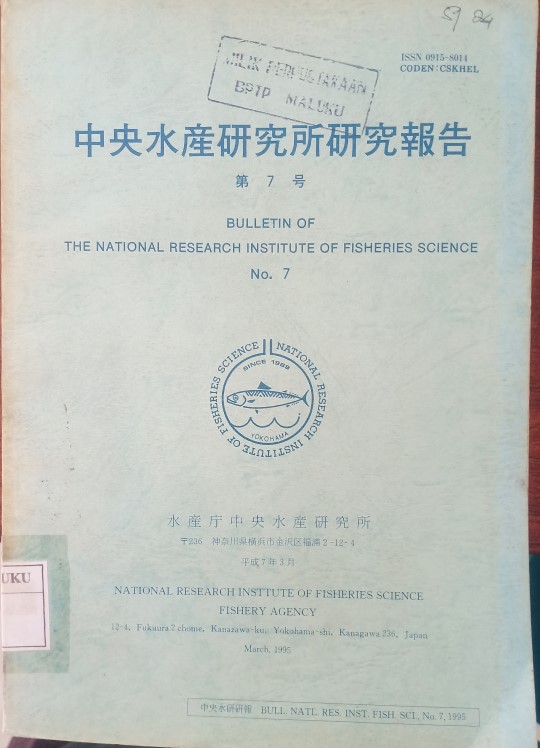 59 24
ISSN 0915-8014
CODEN:CSKHEL
MILIK PERPUSTAKAAN
BPTP MALUKU
中央水産研究所研究報告
第 7 号
BULLETIN OF
THE NATIONAL RESEARCH INSTITUTE OF FISHERIES SCIENCE
No. 7
NATIONAL RESEARCH INSTITUTE OF FISHERIES SCIENCE
SINCE 1989
YOKOHAMA
水産庁中央水産研究所
〒236 神奈川県横浜市金沢区福浦2-12-4
平成7年3月
UKU
NATIONAL RESEARCH INSTITUTE OF FISHERIES SCIENCE
FISHERY AGENCY
12-4, Fukuura 2 chome, Kanazawa-ku, Yokohama-shi, Kanagawa 236, Japan
March, 1995
中央水研研報 BULL. NATL. RES. INST. FISH. SCI., No. 7, 1995